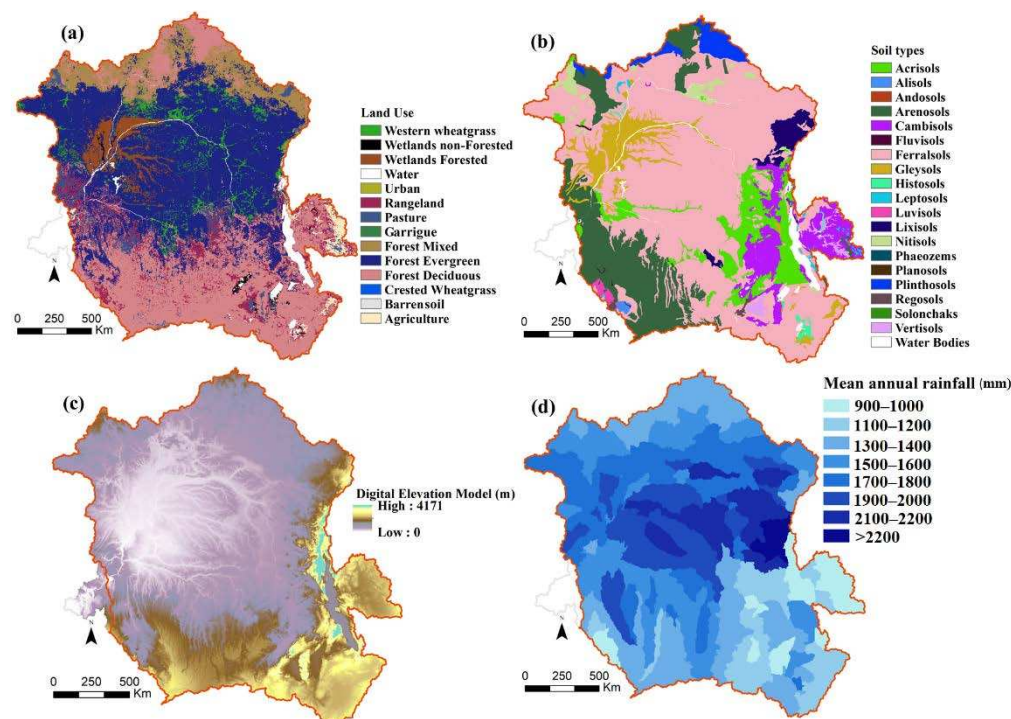 (a)
Land Use
Western wheatgrass
Wetlands non-Forested
Wetlands Forested
Water
Urban
Rangeland
Pasture
Garrigue
Forest Mixed
Forest Evergreen
Forest Deciduous
Crested Wheatgrass
Barrensoil
Agriculture
N
0 250 500
Km
(b)
Soil types
Acrisols
Alisols
Andosols
Arenosols
Cambisols
Fluvisols
Ferralsols
Gleysols
Histosols
Leptosols
Luvisols
Lixisols
Nitisols
Phaeozems
Planosols
Plinthosols
Regosols
Solonchaks
Vertisols
Water Bodies
N
0 250 500
Km
(c)
Digital Elevation Model (m)
High : 4171
Low : 0
N
0 250 500
Km
(d)
Mean annual rainfall (mm)
900–1000
1100–1200
1300–1400
1500–1600
1700–1800
1900–2000
2100–2200
>2200
N
0 250 500
Km